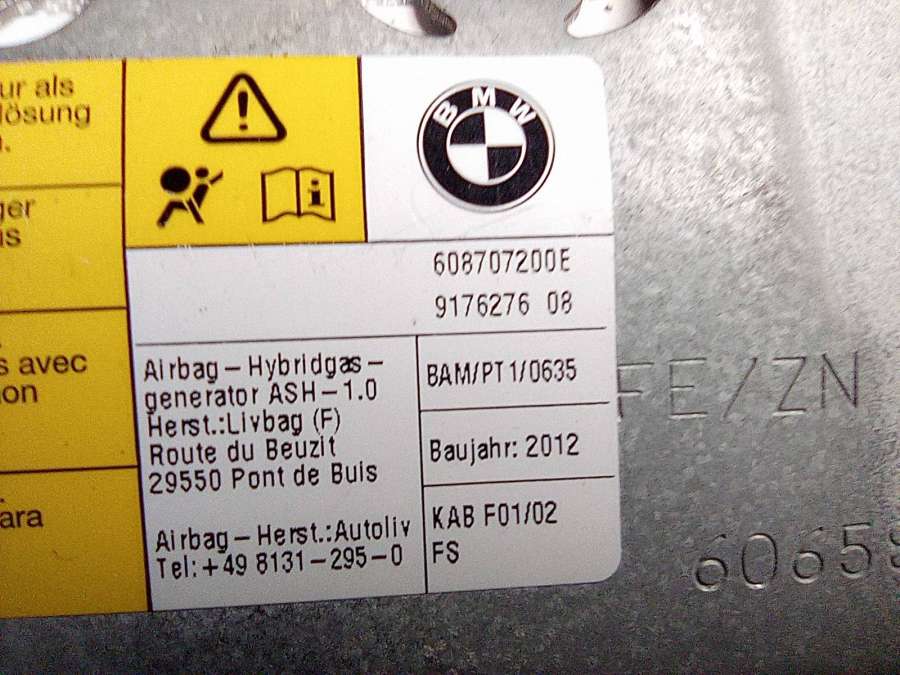 ur als
lösung
ger
s avec
ara
BMW
608707200E
9176276 08
Airbag-Hybridgas-
generator ASH-1.0
Herst.:Livbag (F)
Route du Beuzit
29550 Pont de Buis
Airbag-Herst.:Autoliv
Tel:+49 8131-295-0
BAM/PT1/0635
Baujahr: 2012
KAB F01/02
FS
FE/ZN
6065